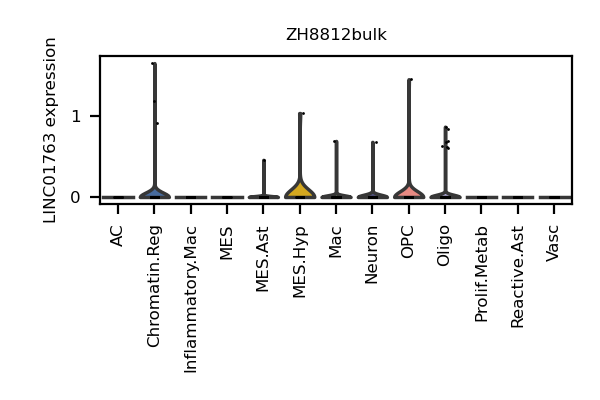 ZH8812bulk
LINC01763 expression
1
0
AC
Chromatin.Reg
Inflammatory.Mac
MES
MES.Ast
MES.Hyp
Mac
Neuron
OPC
Oligo
Prolif.Metab
Reactive.Ast
Vasc